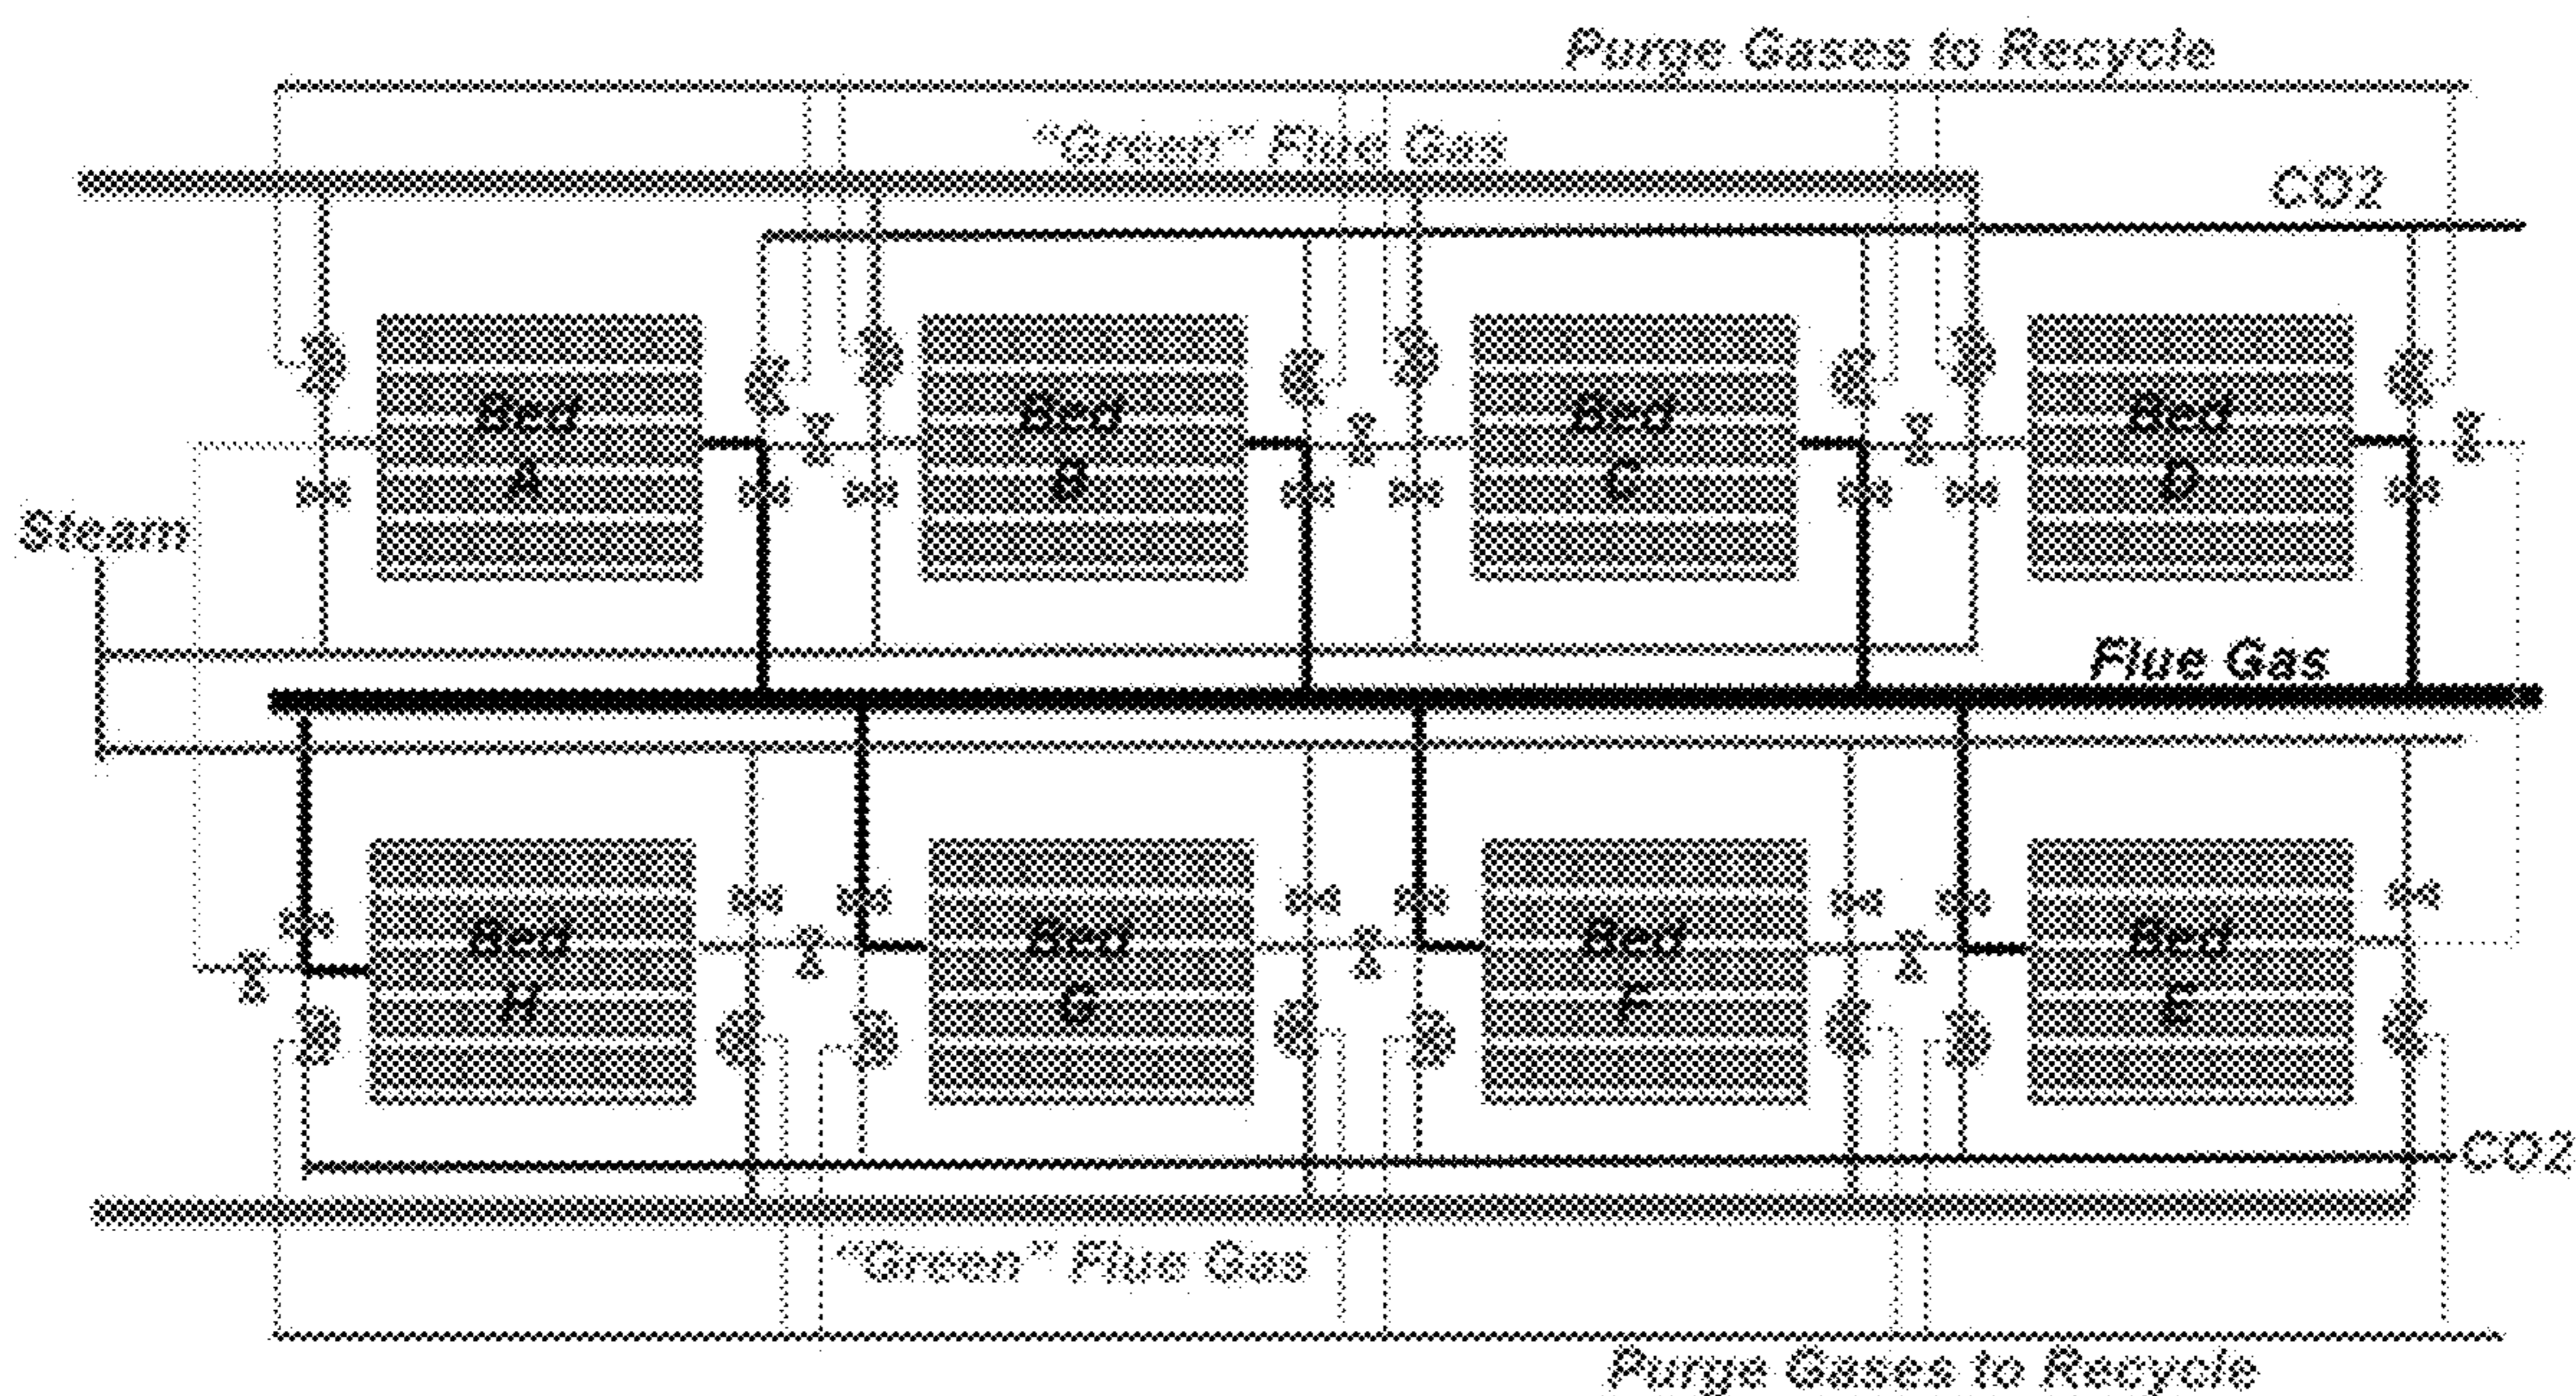 Purge Gases to Recycle
"Green" Flue Gas
CO2
Bed
A
Bed
B
Bed
C
Bed
D
Steam
Flue Gas
Bed
H
Bed
G
Bed
F
Bed
E
CO2
"Green" Flue Gas
Purge Gases to Recycle